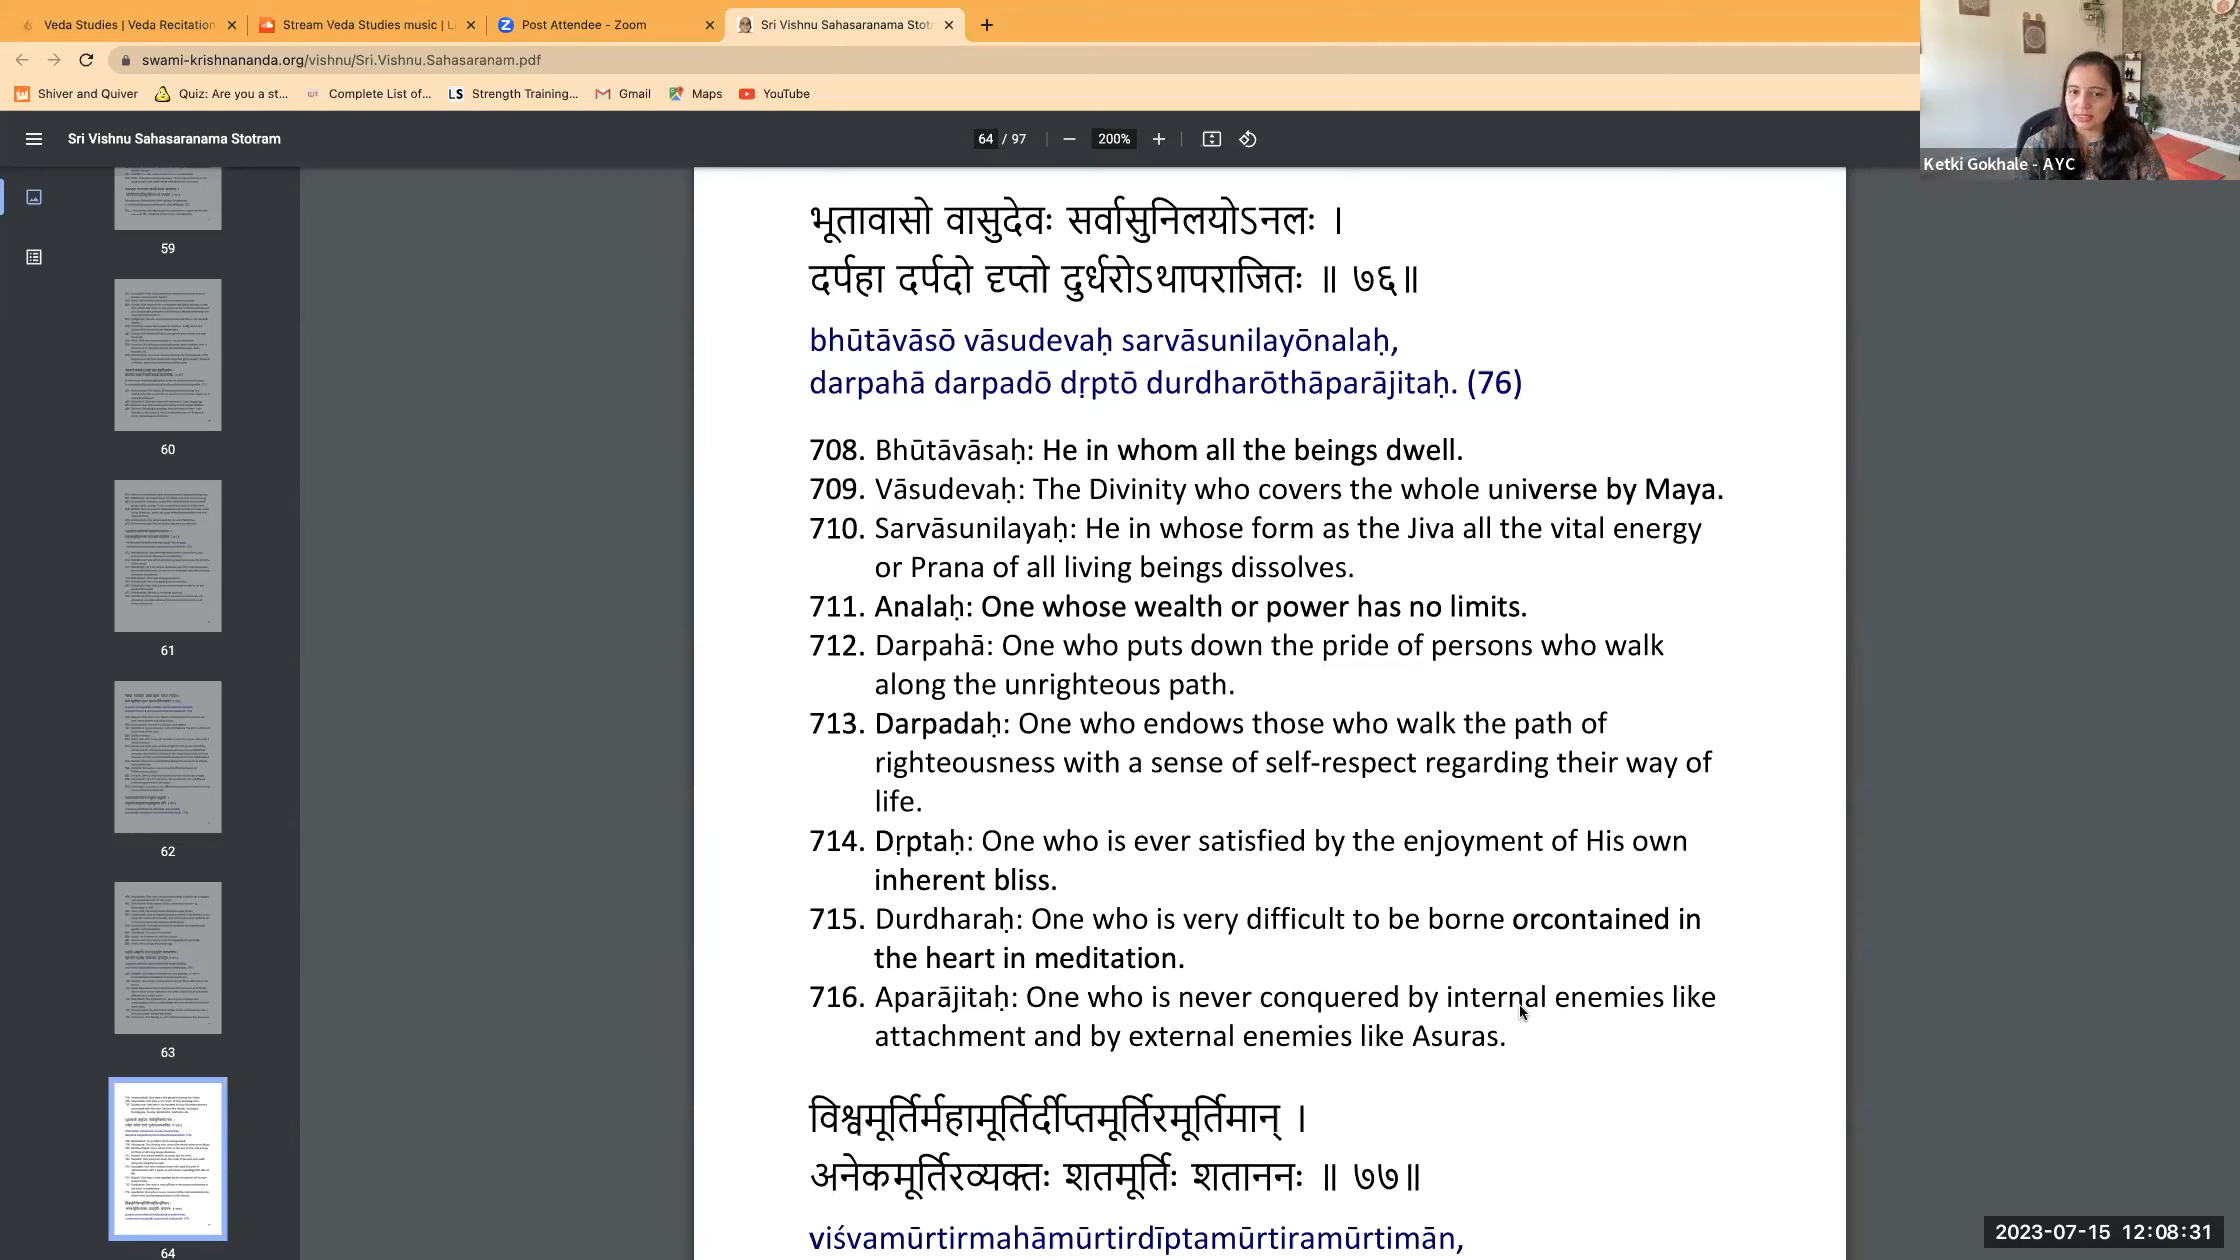 Veda Studies | Veda Recitation
Stream Veda Studies music | Li
Post Attendee - Zoom
Sri Vishnu Sahasaranama Stot
swami-krishnananda.org/vishnu/Sri.Vishnu.Sahasaranam.pdf
Shiver and Quiver
Quiz: Are you a st...
Complete List of...
LS Strength Training...
Gmail
Maps
YouTube
Ketki Gokhale - AYC
Sri Vishnu Sahasaranama Stotram
64 / 97
200%
59
60
61
62
63
64
भूतावासो वासुदेवः सर्वासुनिलयोऽनलः ।
दर्पहा दर्पदो दृप्तो दुर्धरोऽथापराजितः ॥ ७६॥
bhūtāvāsō vāsudevaḥ sarvāsunilayōnalaḥ,
darpahā darpadō dṛptō durdharōthāparājitaḥ. (76)
708. Bhūtāvāsaḥ: He in whom all the beings dwell.
709. Vāsudevaḥ: The Divinity who covers the whole universe by Maya.
710. Sarvāsunilayaḥ: He in whose form as the Jiva all the vital energy
or Prana of all living beings dissolves.
711. Analaḥ: One whose wealth or power has no limits.
712. Darpahā: One who puts down the pride of persons who walk
along the unrighteous path.
713. Darpadaḥ: One who endows those who walk the path of
righteousness with a sense of self-respect regarding their way of
life.
714. Dṛptaḥ: One who is ever satisfied by the enjoyment of His own
inherent bliss.
715. Durdharaḥ: One who is very difficult to be borne orcontained in
the heart in meditation.
716. Aparājitaḥ: One who is never conquered by internal enemies like
attachment and by external enemies like Asuras.
विश्वमूर्तिर्महामूर्तिर्दीप्तमूर्तिरमूर्तिमान् ।
अनेकमूर्तिरव्यक्तः शतमूर्तिः शताननः ॥ ७७॥
viśvamūrtirmahāmūrtirdīptamūrtiramūrtimān,
2023-07-15 12:08:31